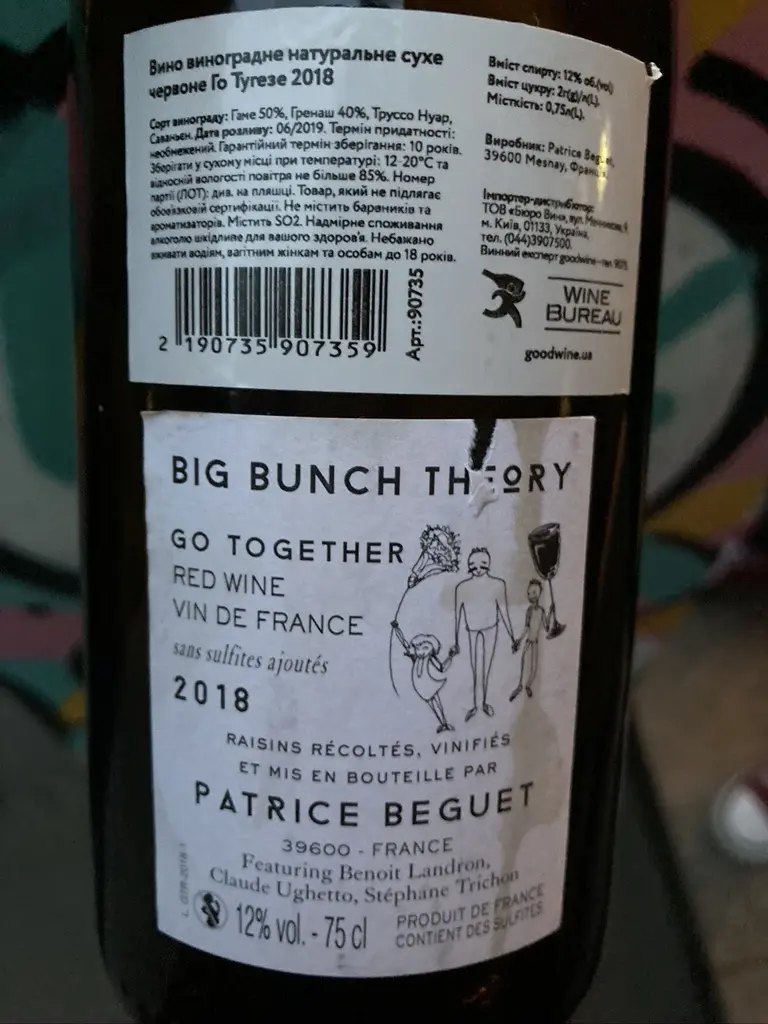 Вино виноградне натуральне сухе
червоне Го Тугезе 2018
Сорт винограду: Гаме 50%, Гренаш 40%, Труссо Нуар,
Саваньєн. Дата розливу: 06/2019. Термін придатності:
необмежений. Гарантійний термін зберігання: 10 років.
Зберігати у сухому місці при температурі: 12-20°C та
відносній вологості повітря не більше 85%. Номер
партії (ЛОТ): див. на пляшці. Товар, який не підлягає
обов'язковій сертифікації. Не містить барвників та
ароматизаторів. Містить SO2. Надмірне споживання
алкоголю шкідливе для вашого здоров'я. Небажано
вживати водіям, вагітним жінкам та особам до 18 років.
2 190735 907359
Арт.:90735
Вміст спирту: 12% об.(vol)
Вміст цукру: 2г(g)/л(L).
Місткість: 0,75л(L).
Виробник: Patrice
39600 Mesnay,
Імпортер-дистриб'ютор:
ТОВ «Бюро Вин», вул.
м. Київ, 01133, Україна,
тел. (044)3907500.
Винний експерт goodwine-тел.
WINE
BUREAU
goodwine.ua
BIG BUNCH THEORY
GO TOGETHER
RED WINE
VIN DE FRANCE
sans sulfites ajoutés
2018
RAISINS RÉCOLTÉS, VINIFIÉS
ET MIS EN BOUTEILLE PAR
PATRICE BEGUET
39600 - FRANCE
Featuring Benoit Landron,
Claude Ughetto, Stéphane Trichon
12% vol. - 75 cl
PRODUIT DE FRANCE
CONTIENT DES SULFITES